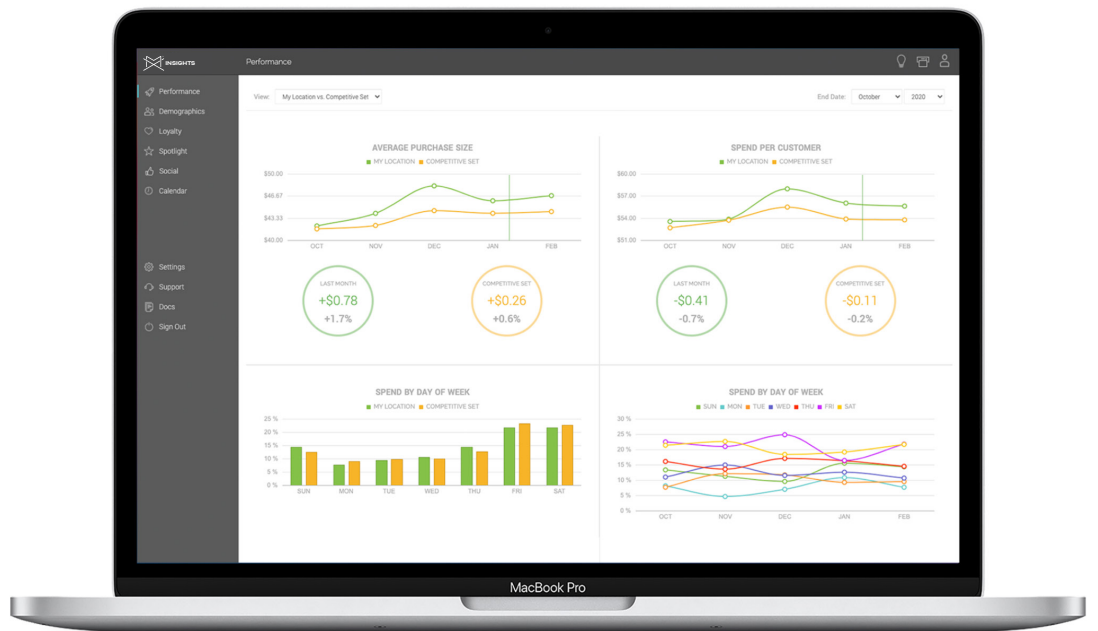 INSIGHTS
Performance
Performance
Demographics
Loyalty
Spotlight
Social
Calendar
Settings
Support
Docs
Sign Out
View: My Location vs. Competitive Set
End Date: October 2020
AVERAGE PURCHASE SIZE
MY LOCATION COMPETITIVE SET
$50.00
$46.67
$43.33
$40.00
OCT NOV DEC JAN FEB
LAST MONTH
+$0.78
+1.7%
COMPETITIVE SET
+$0.26
+0.6%
SPEND PER CUSTOMER
MY LOCATION COMPETITIVE SET
$60.00
$57.00
$54.00
$51.00
OCT NOV DEC JAN FEB
LAST MONTH
-$0.41
-0.7%
COMPETITIVE SET
-$0.11
-0.2%
SPEND BY DAY OF WEEK
MY LOCATION COMPETITIVE SET
25 %
20 %
15 %
10 %
5 %
0 %
SUN MON TUE WED THU FRI SAT
SPEND BY DAY OF WEEK
SUN MON TUE WED THU FRI SAT
30 %
25 %
20 %
15 %
10 %
5 %
0 %
OCT NOV DEC JAN FEB
MacBook Pro